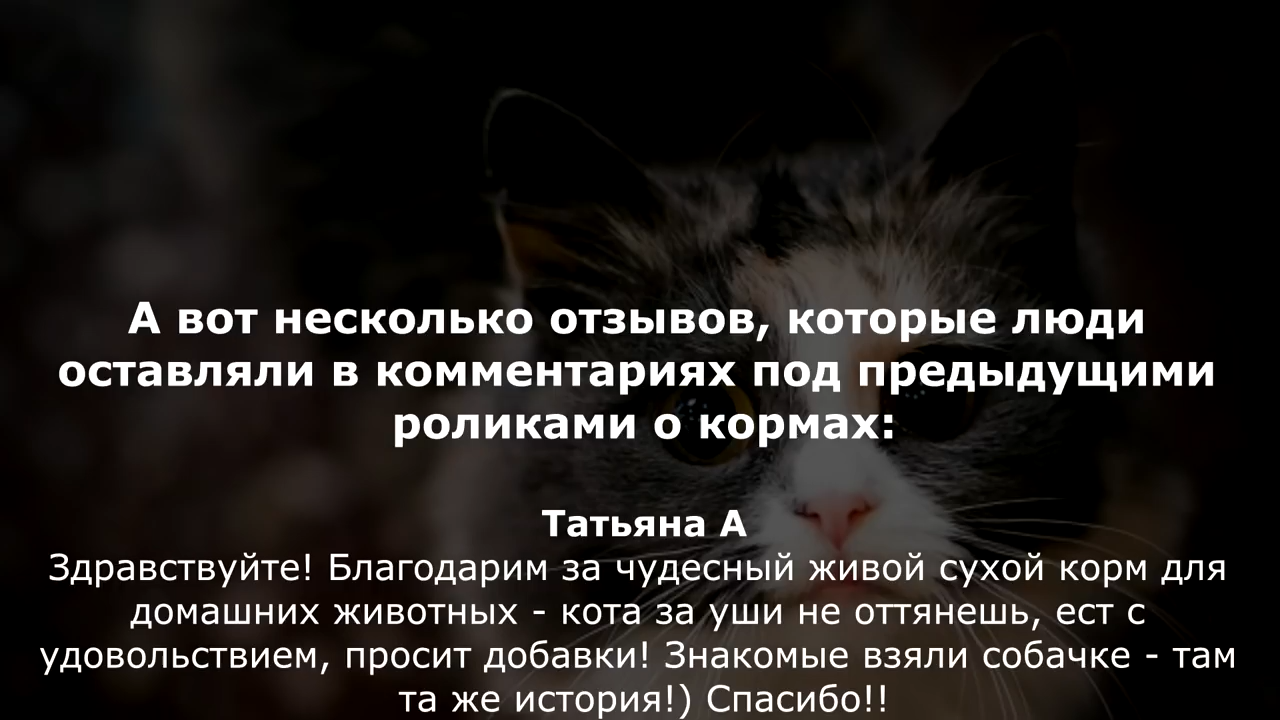 А вот несколько отзывов, которые люди
оставляли в комментариях под предыдущими
роликами о кормах:
Татьяна А
Здравствуйте! Благодарим за чудесный живой сухой корм для
домашних животных - кота за уши не оттянешь, ест с
удовольствием, просит добавки! Знакомые взяли собачке - там
та же история!) Спасибо!!